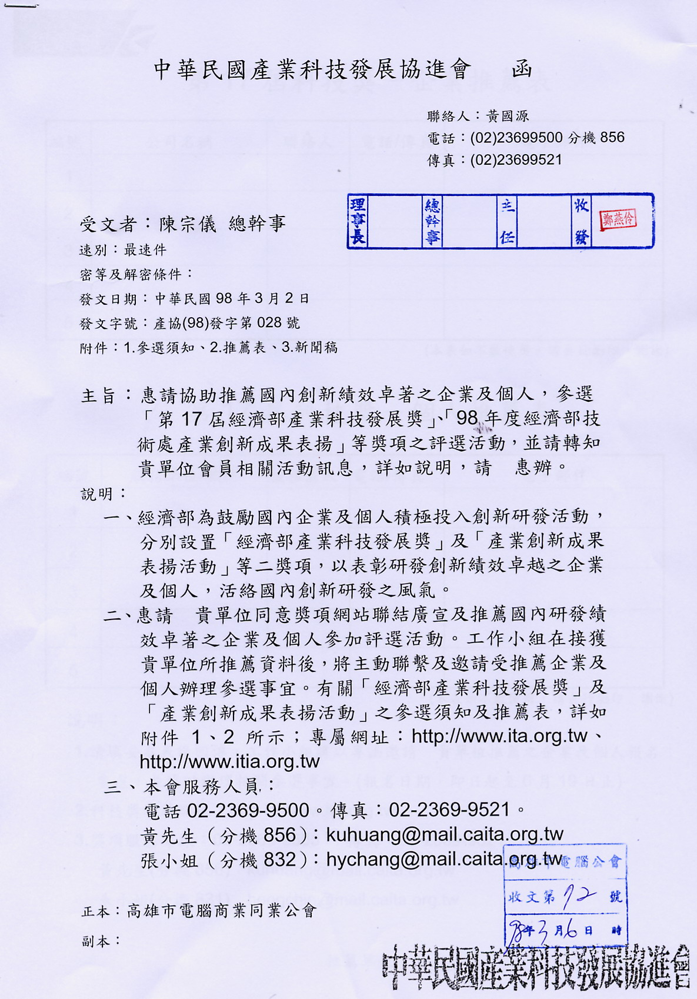 中華民國產業科技發展協進會　函
聯絡人：黃國源
電話：(02)23699500 分機 856
傳真：(02)23699521
理事長 總幹事 主任 收發 鄭燕伶
受文者：陳宗儀 總幹事
速別：最速件
密等及解密條件：
發文日期：中華民國 98 年 3 月 2 日
發文字號：產協(98)發字第 028 號
附件：1.參選須知、2.推薦表、3.新聞稿
主旨：惠請協助推薦國內創新績效卓著之企業及個人，參選
「第 17 屆經濟部產業科技發展獎」、「98 年度經濟部技
術處產業創新成果表揚」等獎項之評選活動，並請轉知
貴單位會員相關活動訊息，詳如說明，請　惠辦。
說明：
一、經濟部為鼓勵國內企業及個人積極投入創新研發活動，
分別設置「經濟部產業科技發展獎」及「產業創新成果
表揚活動」等二獎項，以表彰研發創新績效卓越之企業
及個人，活絡國內創新研發之風氣。
二、惠請　貴單位同意獎項網站聯結廣宣及推薦國內研發績
效卓著之企業及個人參加評選活動。工作小組在接獲
貴單位所推薦資料後，將主動聯繫及邀請受推薦企業及
個人辦理參選事宜。有關「經濟部產業科技發展獎」及
「產業創新成果表揚活動」之參選須知及推薦表，詳如
附件 1、2 所示；專屬網址：http://www.ita.org.tw、
http://www.itia.org.tw
三、本會服務人員：
電話 02-2369-9500。傳真：02-2369-9521。
黃先生（分機 856）：kuhuang@mail.caita.org.tw
張小姐（分機 832）：hychang@mail.caita.org.tw
高雄市電腦公會
收文第 92 號
98年3月6日 時
正本：高雄市電腦商業同業公會
副本：
中華民國產業科技發展協進會